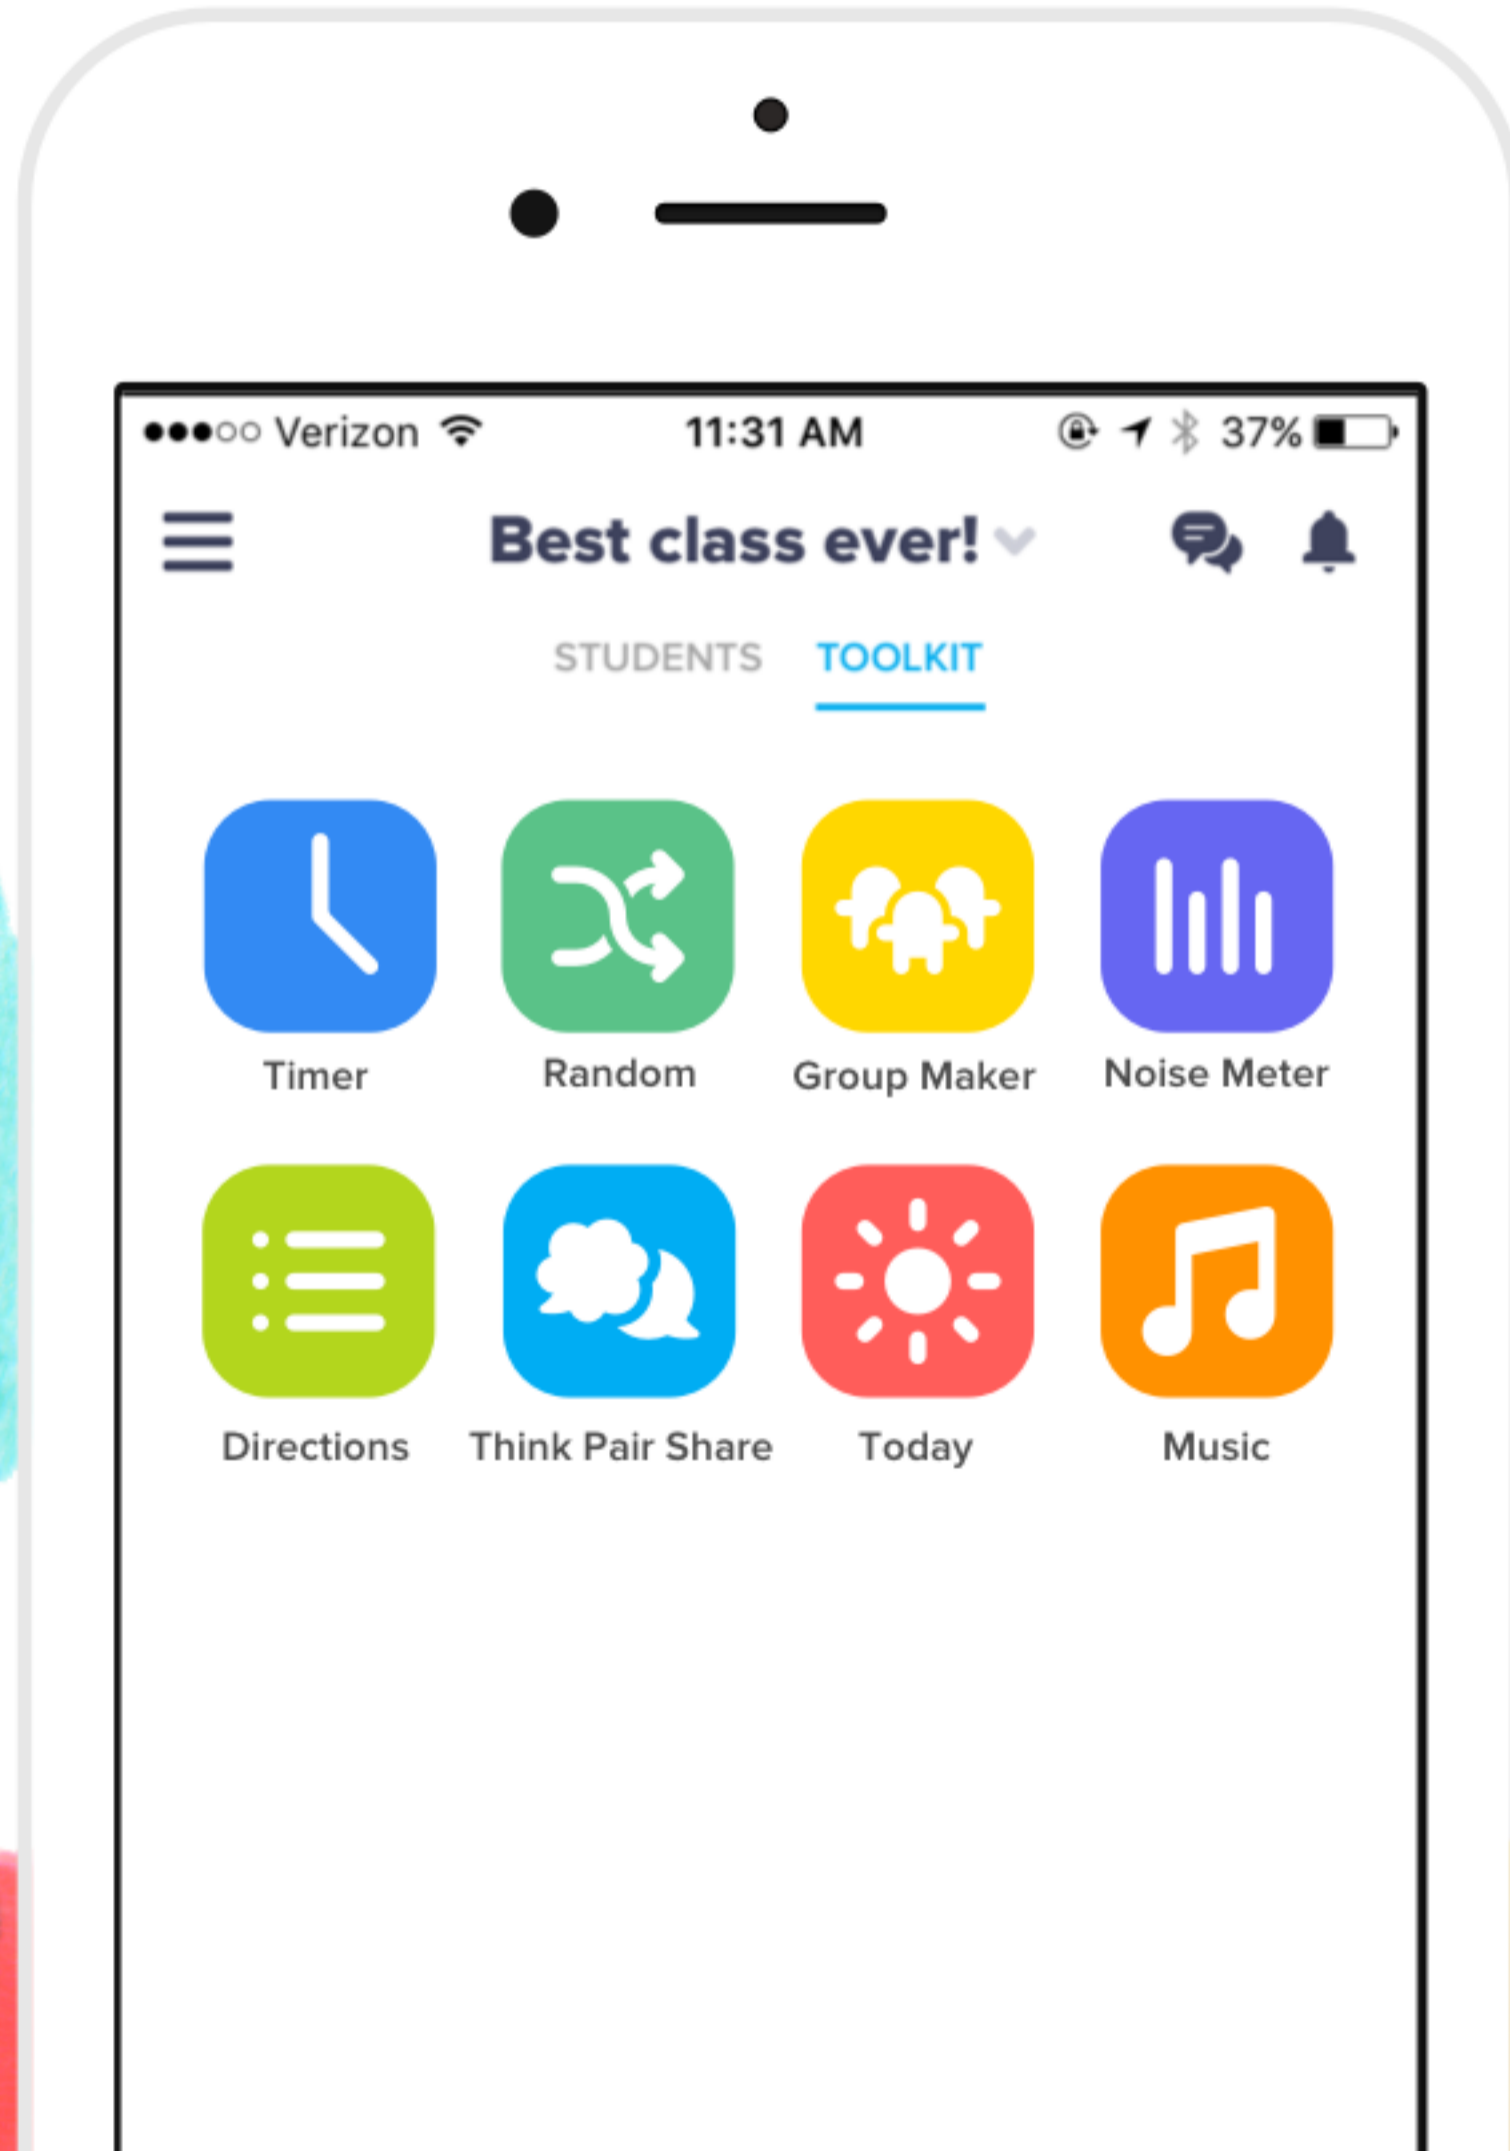 Verizon 11:31 AM 37%
Best class ever!
STUDENTS TOOLKIT
Timer Random Group Maker Noise Meter
Directions Think Pair Share Today Music